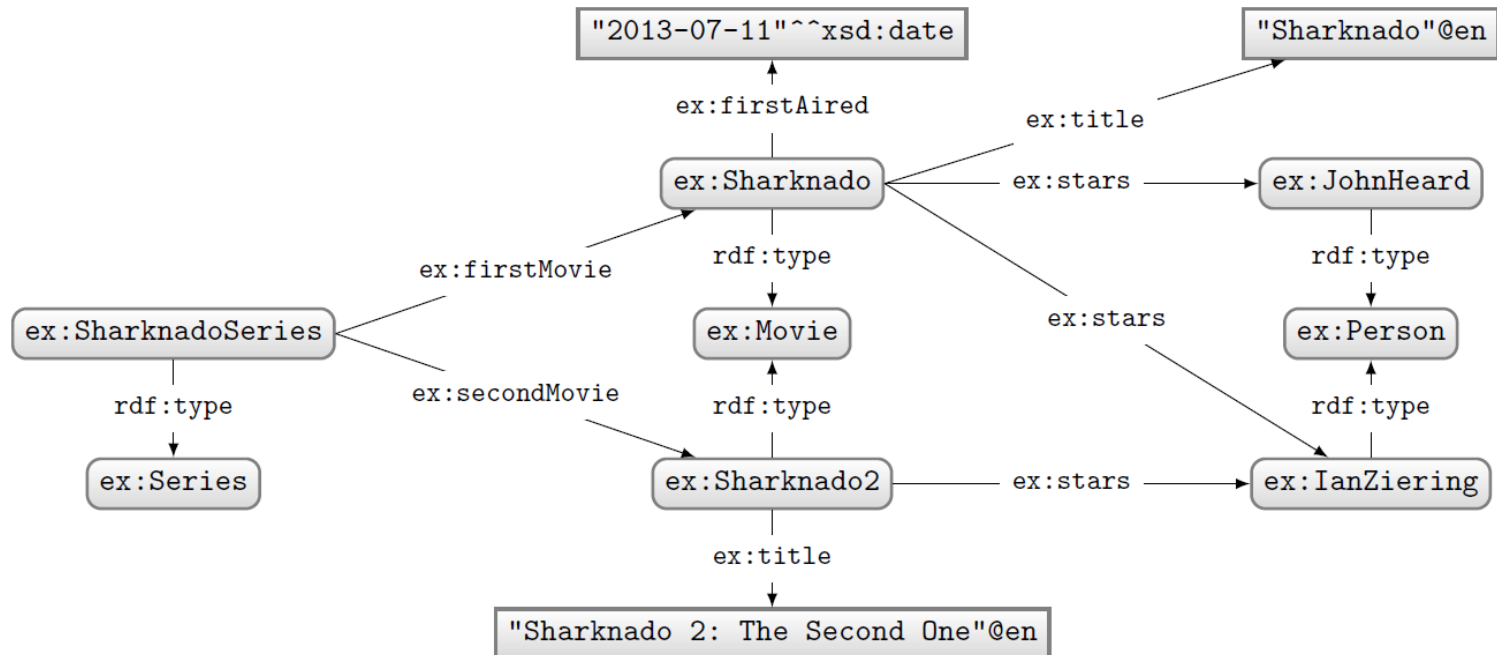 "2013-07-11"^^xsd:date
"Sharknado"@en
ex:firstAired
ex:title
ex:Sharknado
ex:stars
ex:JohnHeard
rdf:type
rdf:type
ex:firstMovie
ex:SharknadoSeries
ex:Movie
ex:stars
ex:Person
ex:secondMovie
rdf:type
rdf:type
rdf:type
ex:Series
ex:Sharknado2
ex:stars
ex:IanZiering
ex:title
"Sharknado 2: The Second One"@en